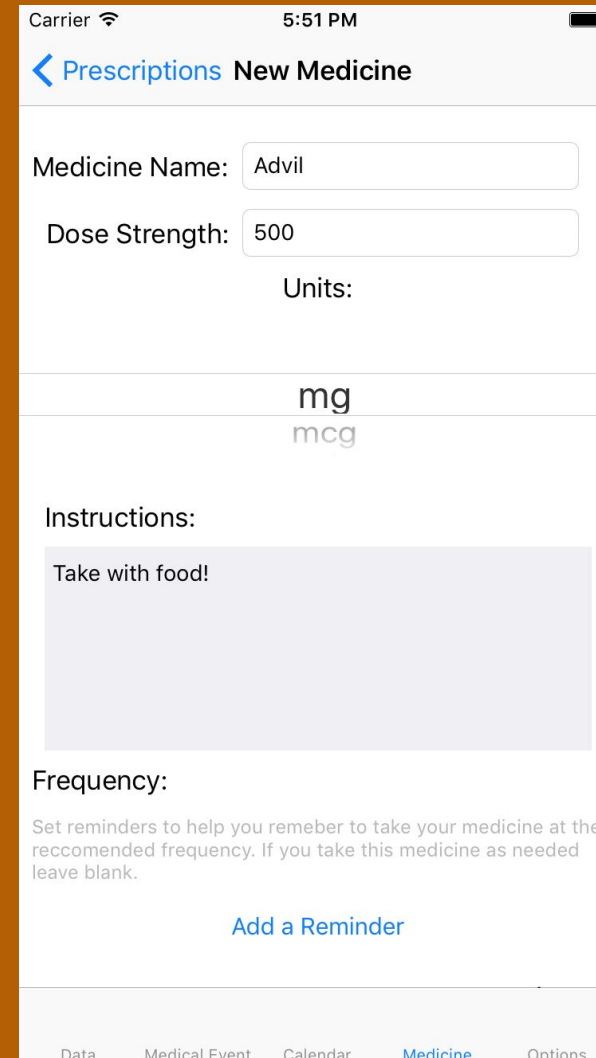 Carrier 5:51 PM
Prescriptions New Medicine
Medicine Name: Advil
Dose Strength: 500
Units:
mg
mcg
Instructions:
Take with food!
Frequency:
Set reminders to help you remeber to take your medicine at the
reccomended frequency. If you take this medicine as needed
leave blank.
Add a Reminder
Data Medical Event Calendar Medicine Options